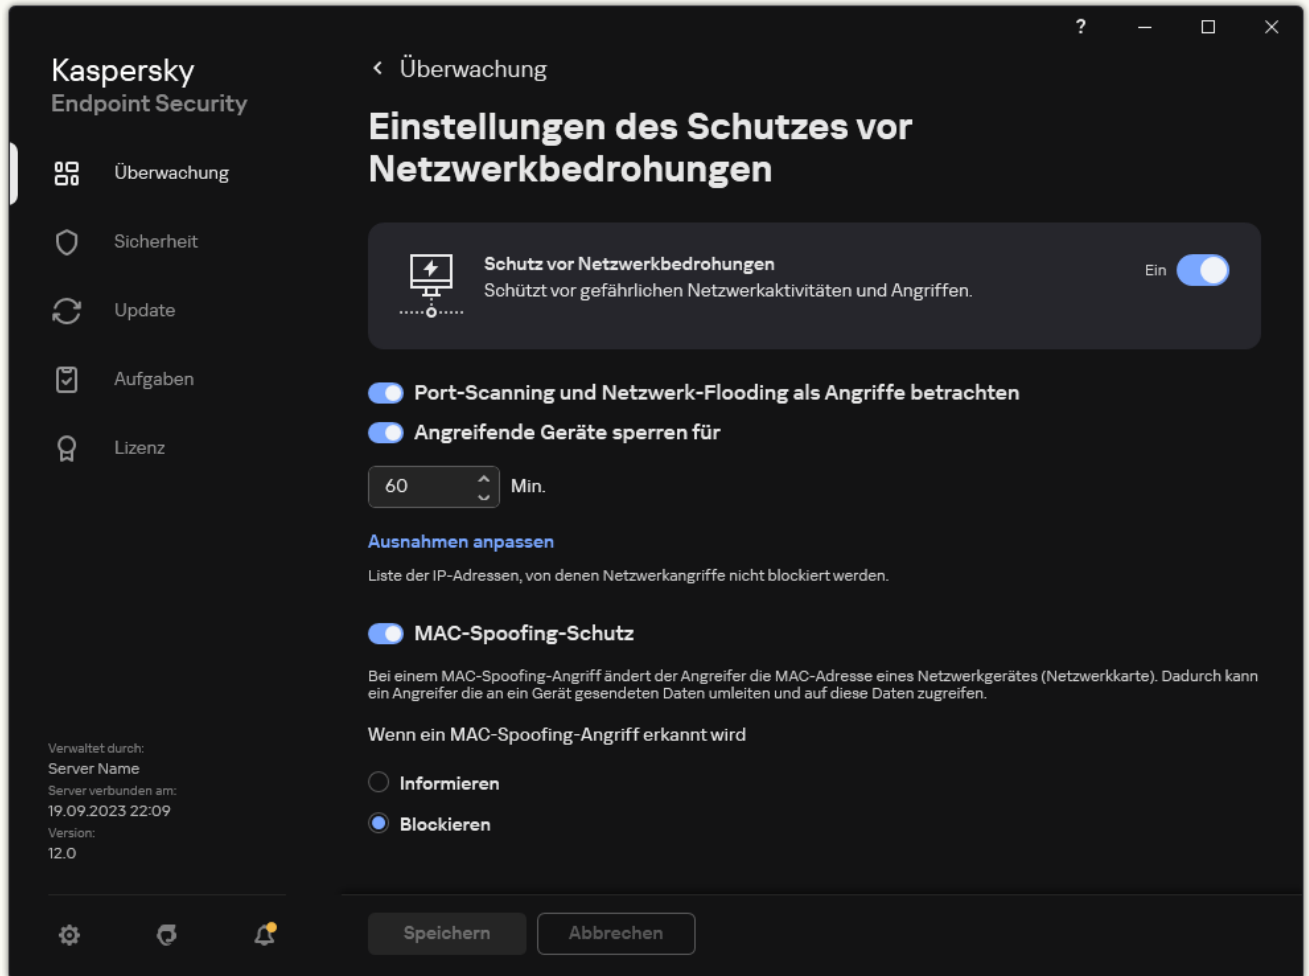 ?
Kaspersky
Endpoint Security
Überwachung
Sicherheit
Update
Aufgaben
Lizenz
Verwaltet durch:
Server Name
Server verbunden am:
19.09.2023 22:09
Version:
12.0
Überwachung
Einstellungen des Schutzes vor
Netzwerkbedrohungen
Schutz vor Netzwerkbedrohungen
Schützt vor gefährlichen Netzwerkaktivitäten und Angriffen.
Ein
Port-Scanning und Netzwerk-Flooding als Angriffe betrachten
Angreifende Geräte sperren für
60 Min.
Ausnahmen anpassen
Liste der IP-Adressen, von denen Netzwerkangriffe nicht blockiert werden.
MAC-Spoofing-Schutz
Bei einem MAC-Spoofing-Angriff ändert der Angreifer die MAC-Adresse eines Netzwerkgerätes (Netzwerkkarte). Dadurch kann
ein Angreifer die an ein Gerät gesendeten Daten umleiten und auf diese Daten zugreifen.
Wenn ein MAC-Spoofing-Angriff erkannt wird
Informieren
Blockieren
Speichern
Abbrechen